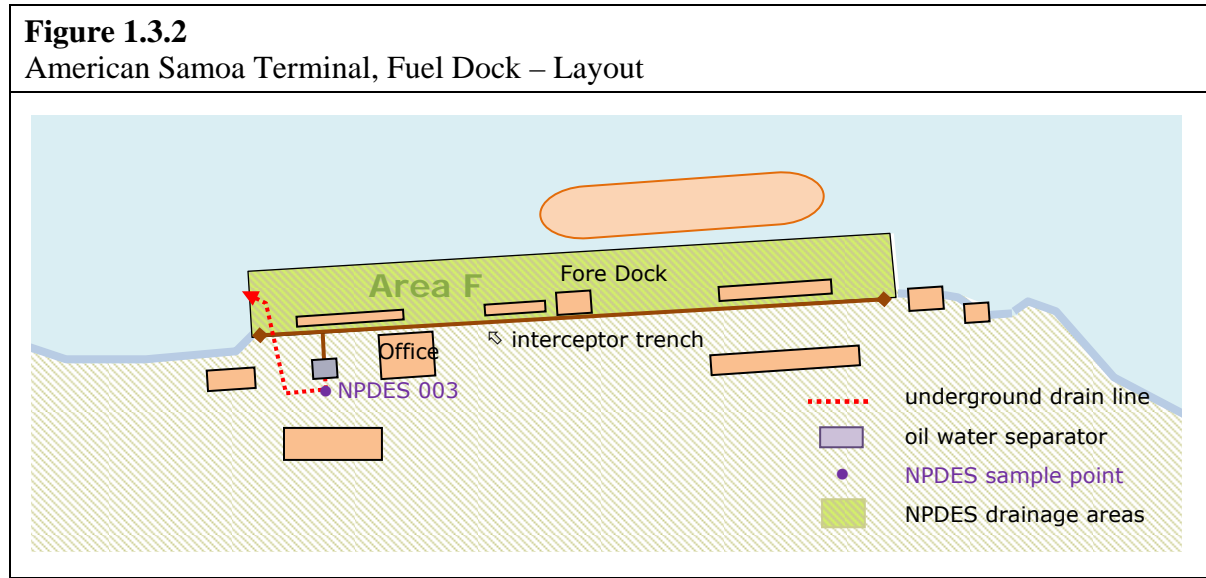 Figure 1.3.2
American Samoa Terminal, Fuel Dock – Layout
Area F
Fore Dock
interceptor trench
Office
NPDES 003
underground drain line
oil water separator
NPDES sample point
NPDES drainage areas